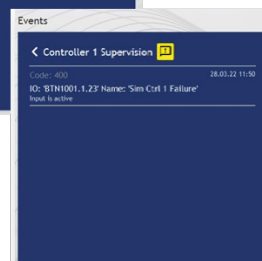 Events
Controller 1 Supervision
Code: 400 28.03.22 11:50
IO: 'BTN1001.1.23' Name: 'Sim Ctrl 1 Failure'
Input is active